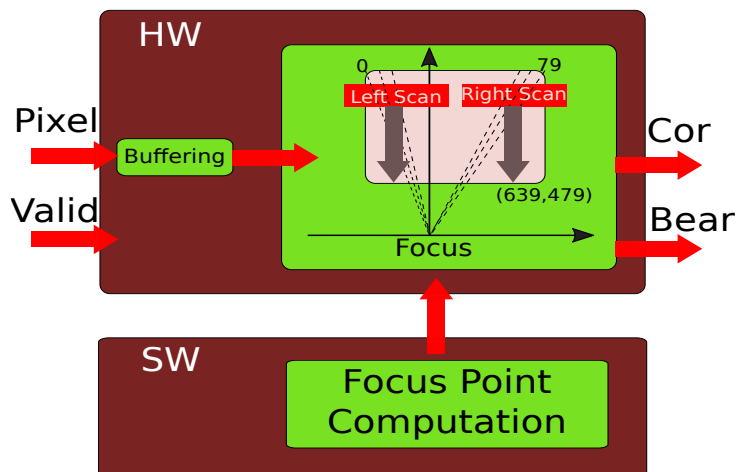 HW
0
79
Left Scan
Right Scan
Pixel
Buffering
Cor
Valid
(639,479)
Bear
Focus
SW
Focus Point
Computation